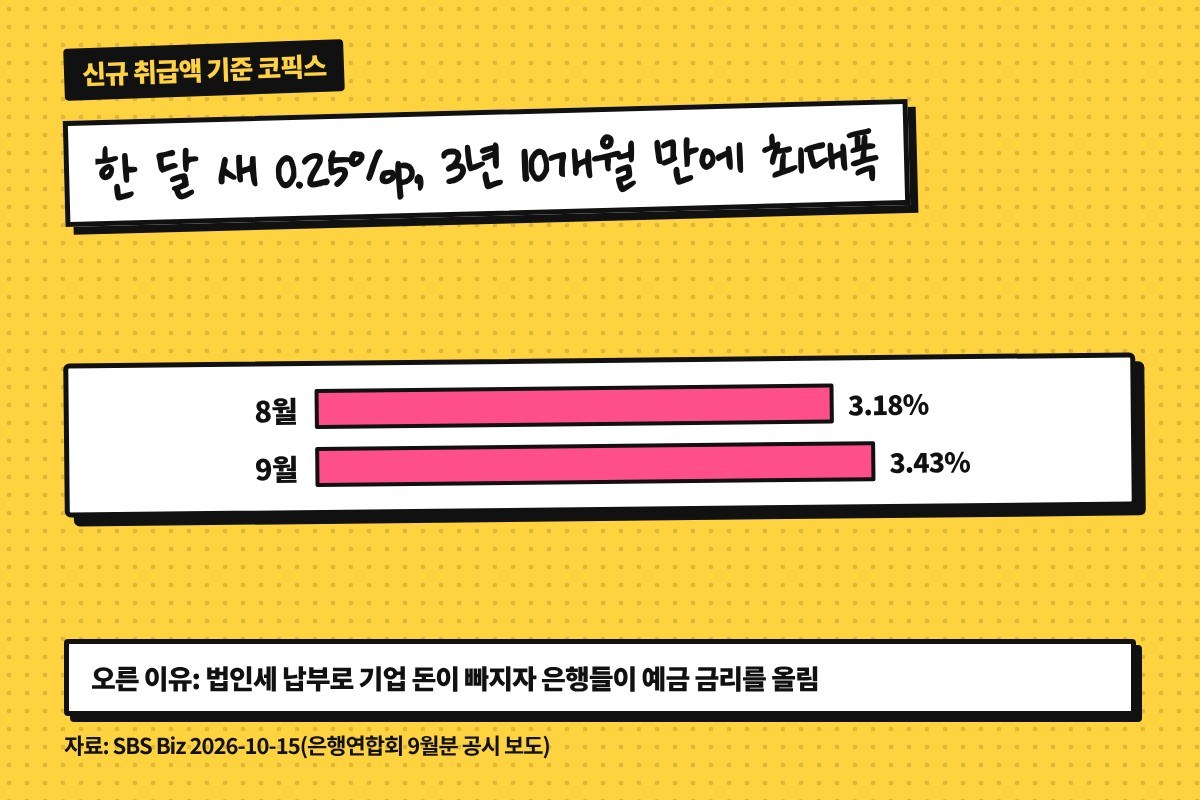 신규 취급액 기준 코픽스
한 달 새 0.25%p, 3년 10개월 만에 최대폭
8월 3.18%
9월 3.43%
오른 이유: 법인세 납부로 기업 돈이 빠지자 은행들이 예금 금리를 올림
자료: SBS Biz 2026-10-15(은행연합회 9월분 공시 보도)